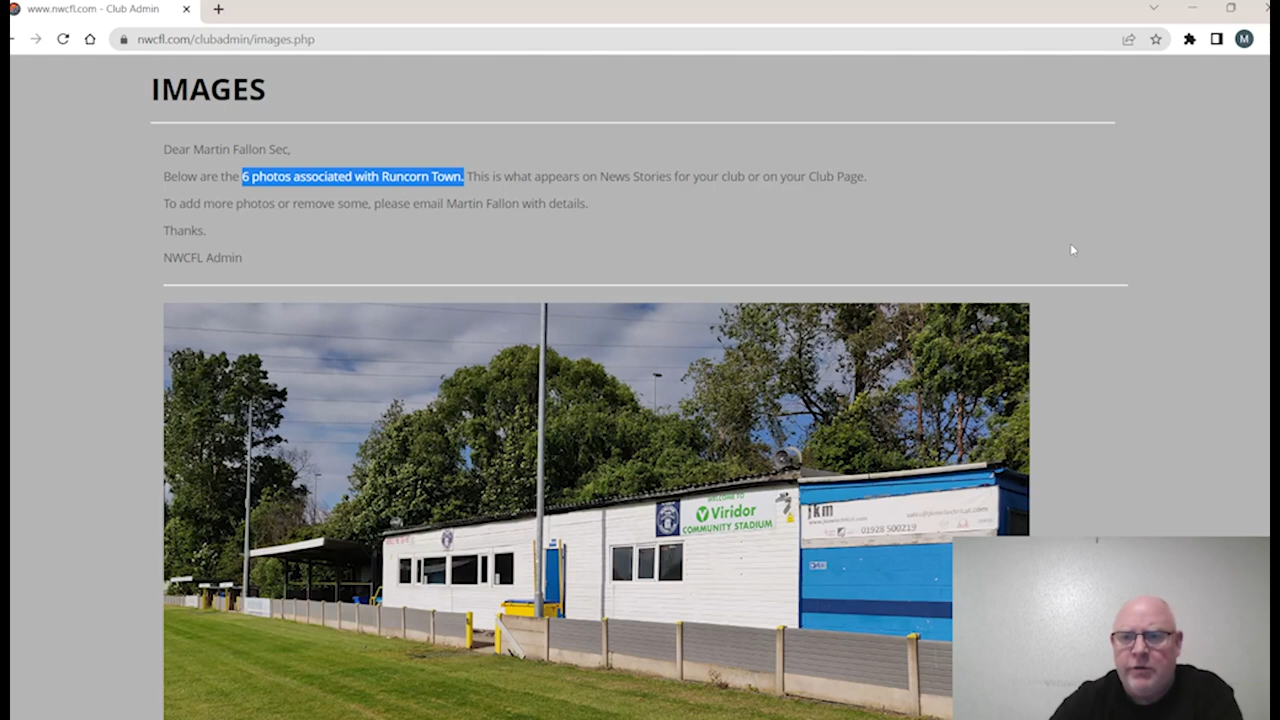 www.nwcfl.com - Club Admin
nwcfl.com/clubadmin/images.php
M
IMAGES
Dear Martin Fallon Sec,
Below are the 6 photos associated with Runcorn Town. This is what appears on News Stories for your club or on your Club Page.
To add more photos or remove some, please email Martin Fallon with details.
Thanks.
NWCFL Admin
WELCOME TO
Viridor
COMMUNITY STADIUM
jkm
01928 500219